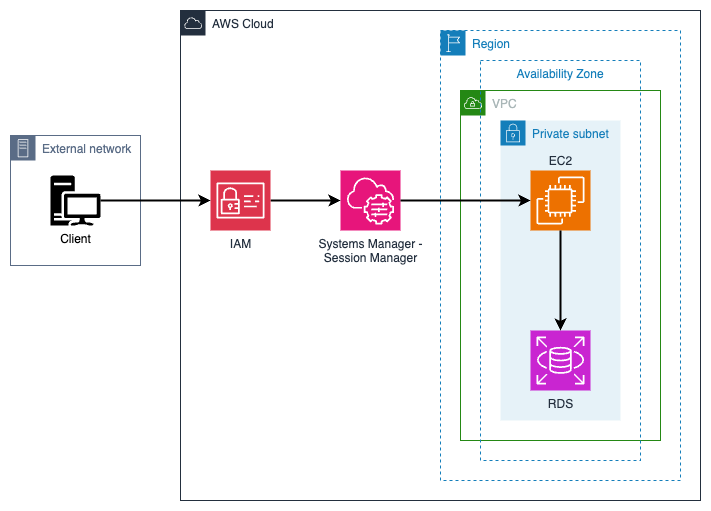 AWS Cloud
Region
Availability Zone
VPC
External network
Private subnet
EC2
Client
IAM
Systems Manager -
Session Manager
RDS